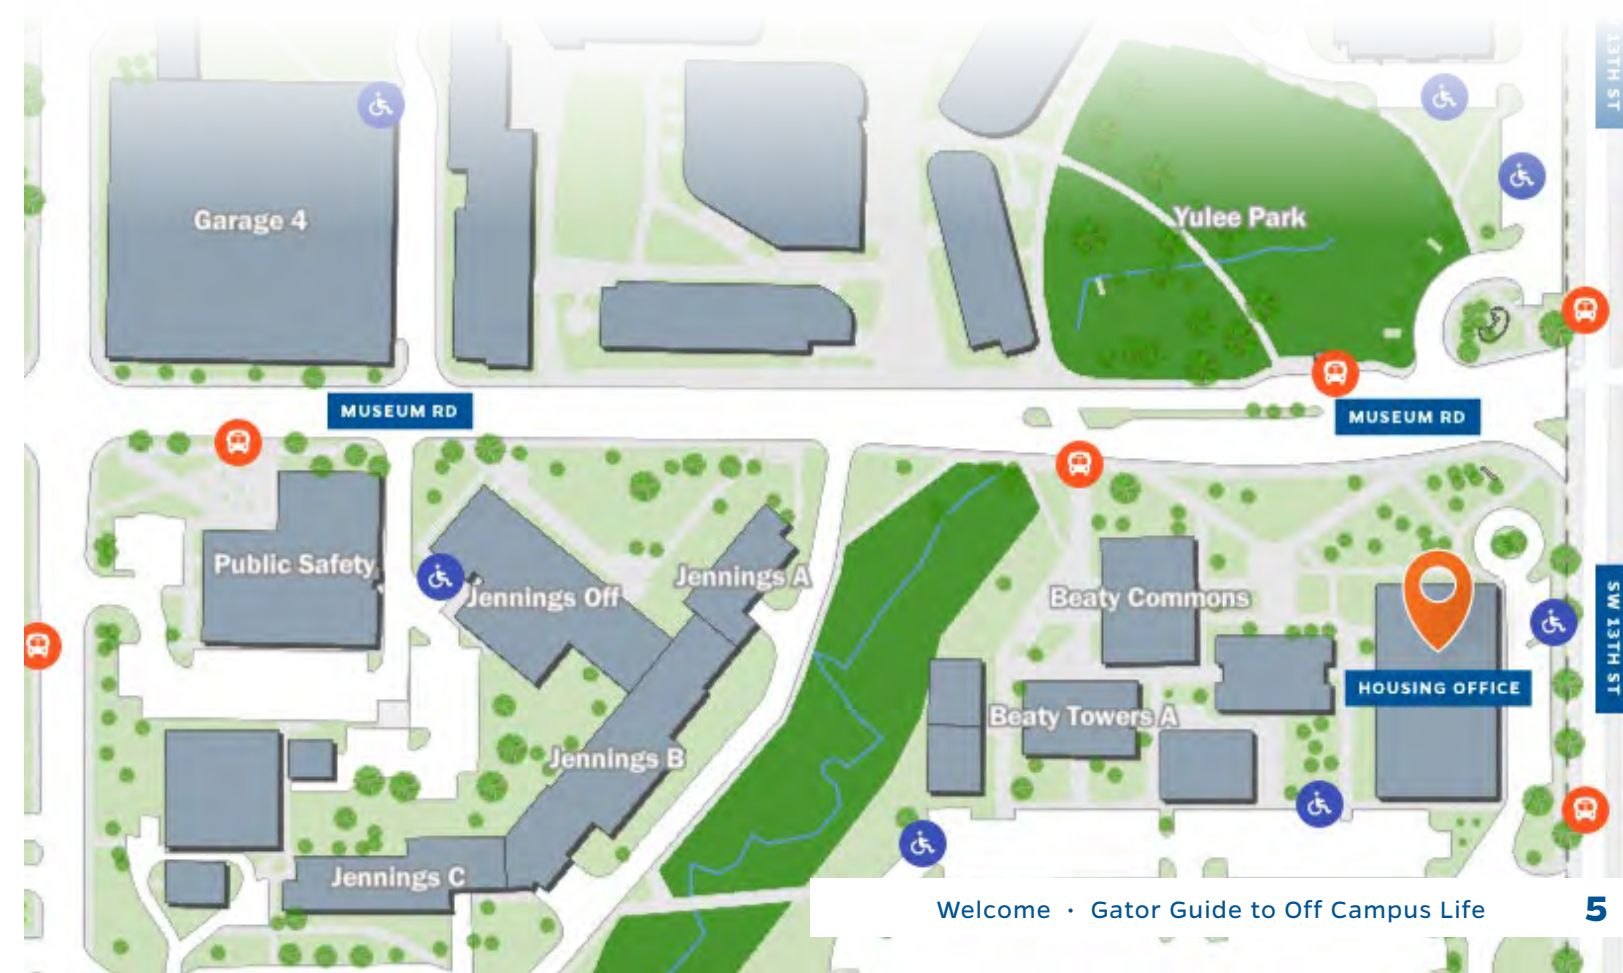 13TH ST
Garage 4
Yulee Park
MUSEUM RD
MUSEUM RD
Public Safety
Jennings Off
Jennings A
Beaty Commons
SW 13TH ST
HOUSING OFFICE
Beaty Towers A
Jennings B
Jennings C
Welcome · Gator Guide to Off Campus Life 5